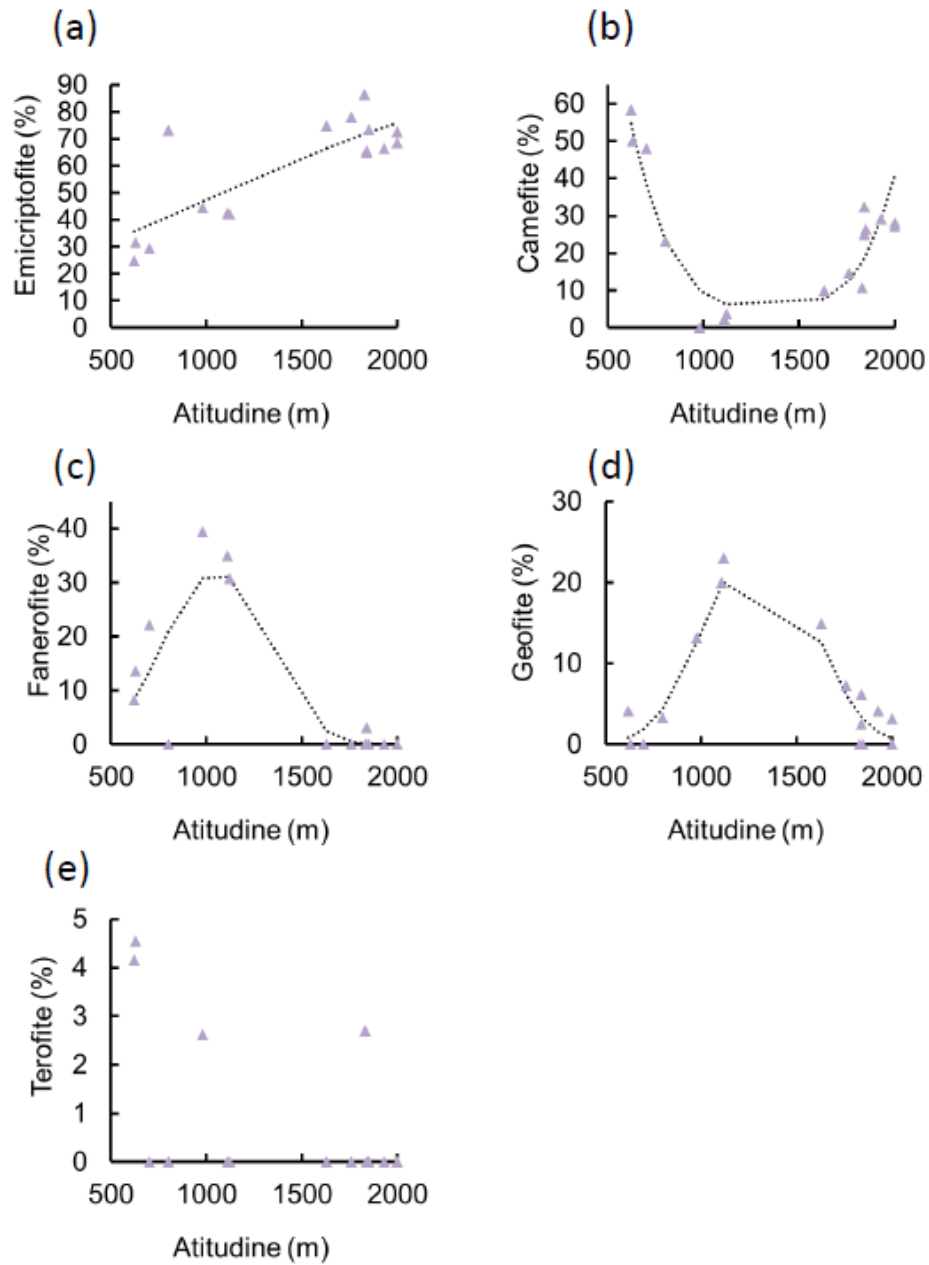 (a)
Emicriptofite (%)
90
80
70
60
50
40
30
20
10
0
500 1000 1500 2000
Atitudine (m)
(b)
Camefite (%)
60
50
40
30
20
10
0
500 1000 1500 2000
Atitudine (m)
(c)
Fanerofite (%)
40
30
20
10
0
500 1000 1500 2000
Atitudine (m)
(d)
Geofite (%)
30
20
10
0
500 1000 1500 2000
Atitudine (m)
(e)
Terofite (%)
5
4
3
2
1
0
500 1000 1500 2000
Atitudine (m)